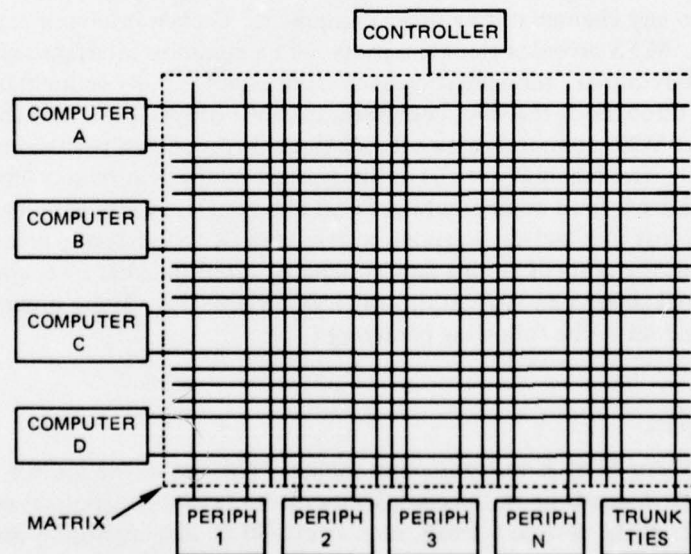 CONTROLLER
COMPUTER
A
COMPUTER
B
COMPUTER
C
COMPUTER
D
MATRIX
PERIPH
1
PERIPH
2
PERIPH
3
PERIPH
N
TRUNK
TIES